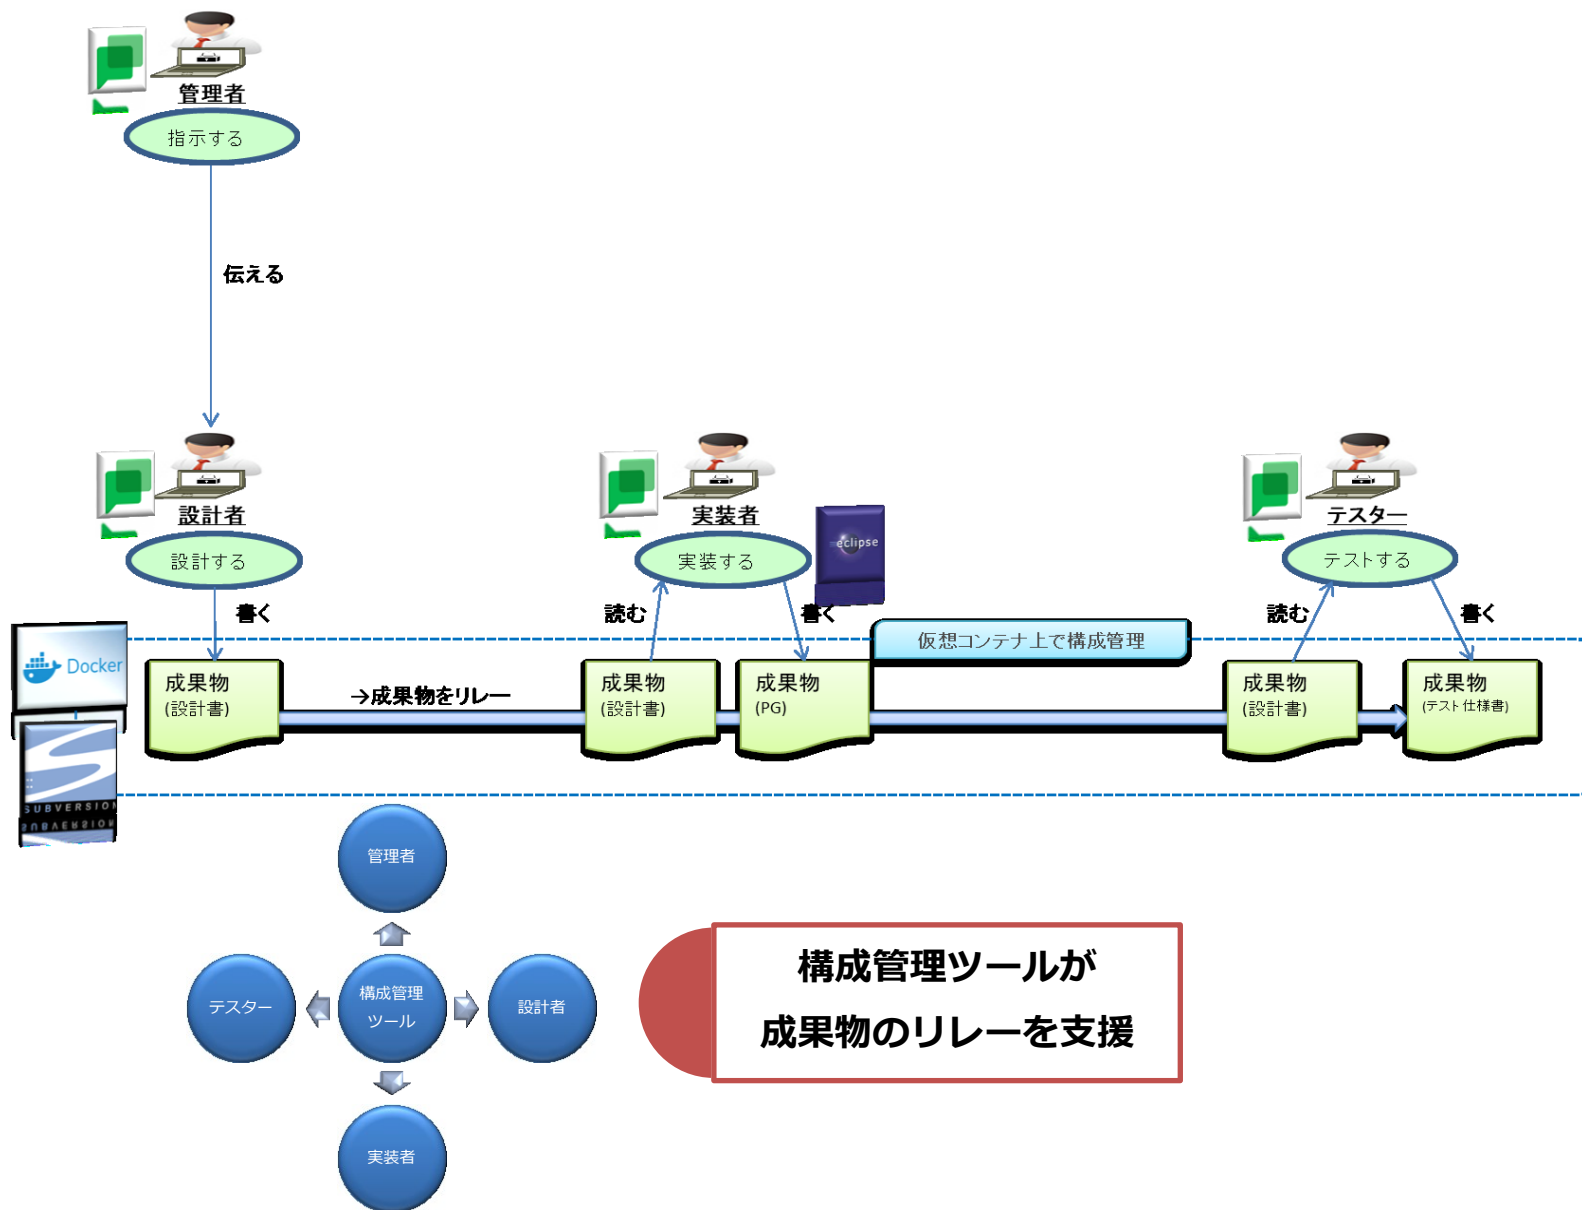 管理者
指示する
伝える
設計者
実装者
テスター
eclipse
設計する
実装する
テストする
書く
読む
書く
読む
書く
仮想コンテナ上で構成管理
Docker
成果物
(設計書)
→成果物をリレー
成果物
(設計書)
成果物
(PG)
成果物
(設計書)
成果物
(テスト仕様書)
SUBVERSION
管理者
テスター
構成管理
ツール
設計者
実装者
構成管理ツールが
成果物のリレーを支援